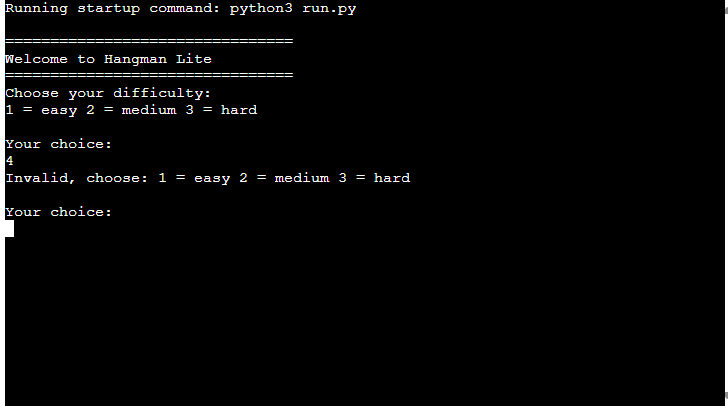 Running startup command: python3 run.py
================================
Welcome to Hangman Lite
================================
Choose your difficulty:
1 = easy 2 = medium 3 = hard
Your choice:
4
Invalid, choose: 1 = easy 2 = medium 3 = hard
Your choice: